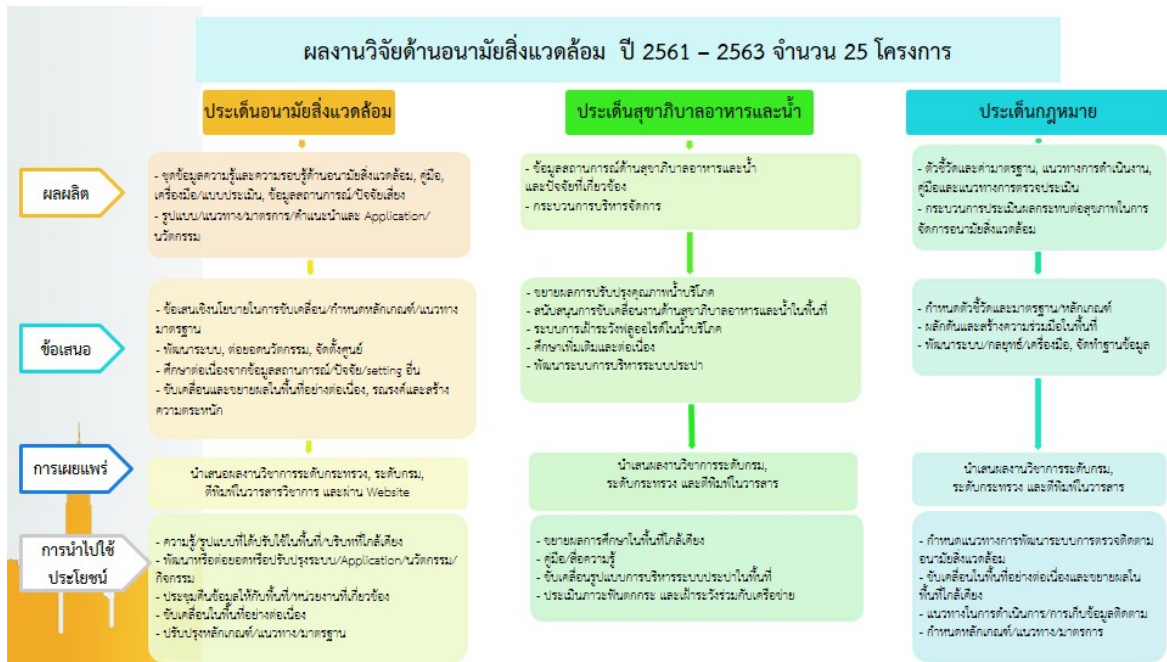 ผลงานวิจัยด้านอนามัยสิ่งแวดล้อม ปี 2561 – 2563 จำนวน 25 โครงการ
ประเด็นอนามัยสิ่งแวดล้อม
ประเด็นสุขาภิบาลอาหารและน้ำ
ประเด็นกฎหมาย
ผลผลิต
- ชุดข้อมูลความรู้และความรอบรู้ด้านอนามัยสิ่งแวดล้อม, คู่มือ,
เครื่องมือ/แบบประเมิน, ข้อมูลสถานการณ์/ปัจจัยเสี่ยง
- รูปแบบ/แนวทาง/มาตรการ/คำแนะนำและ Application/
นวัตกรรม
- ข้อมูลสถานการณ์ด้านสุขาภิบาลอาหารและน้ำ
และปัจจัยที่เกี่ยวข้อง
- กระบวนการบริหารจัดการ
- ตัวชี้วัดและค่ามาตรฐาน, แนวทางการดำเนินงาน,
คู่มือและแนวทางการตรวจประเมิน
- กระบวนการประเมินผลกระทบต่อสุขภาพในการ
จัดการอนามัยสิ่งแวดล้อม
ข้อเสนอ
- ข้อเสนเชิงนโยบายในการขับเคลื่อน/กำหนดหลักเกณฑ์/แนวทาง
มาตรฐาน
- พัฒนาระบบ, ต่อยอดนวัตกรรม, จัดตั้งศูนย์
- ศึกษาต่อเนื่องจากข้อมูลสถานการณ์/ปัจจัย/setting อื่น
- ขับเคลื่อนและขยายผลในพื้นที่อย่างต่อเนื่อง, รณรงค์และสร้าง
ความตระหนัก
- ขยายผลการปรับปรุงคุณภาพน้ำบริโภค
- สนับสนุนการขับเคลื่อนงานด้านสุขาภิบาลอาหารและน้ำในพื้นที่
- ระบบการเฝ้าระวังฟลูออไรด์ในน้ำบริโภค
- ศึกษาเพิ่มเติมและต่อเนื่อง
- พัฒนาระบบการบริหารระบบประปา
- กำหนดตัวชี้วัดและมาตรฐาน/หลักเกณฑ์
- ผลักดันและสร้างความร่วมมือในพื้นที่
- พัฒนาระบบ/กลยุทธ์/เครื่องมือ, จัดทำฐานข้อมูล
การเผยแพร่
นำเสนอผลงานวิชาการระดับกระทรวง, ระดับกรม,
ตีพิมพ์ในวารสารวิชาการ และผ่าน Website
นำเสนผลงานวิชาการระดับกรม,
ระดับกระทรวง และตีพิมพ์ในวารสาร
นำเสนผลงานวิชาการระดับกรม,
ระดับกระทรวง และตีพิมพ์ในวารสาร
การนำไปใช้
ประโยชน์
- ความรู้/รูปแบบที่ได้ปรับใช้ในพื้นที่/บริบทที่ใกล้เคียง
- พัฒนาหรือต่อยอดหรือปรับปรุงระบบ/Application/นวัตกรรม/
กิจกรรม
- ประชุมคืนข้อมูลให้กับพื้นที่/หน่วยงานที่เกี่ยวข้อง
- ขับเคลื่อนในพื้นที่อย่างต่อเนื่อง
- ปรับปรุงหลักเกณฑ์/แนวทาง/มาตรฐาน
- ขยายผลการศึกษาในพื้นที่ใกล้เคียง
- คู่มือ/สื่อความรู้
- ขับเคลื่อนรูปแบบการบริหารระบบประปาในพื้นที่
- ประเมินภาวะฟันตกกระ และเฝ้าระวังร่วมกับเครือข่าย
- กำหนดแนวทางการพัฒนาระบบการตรวจติดตาม
อนามัยสิ่งแวดล้อม
- ขับเคลื่อนในพื้นที่อย่างต่อเนื่องและขยายผลใน
พื้นที่ใกล้เคียง
- แนวทางในการดำเนินการ/การเก็บข้อมูลติดตาม
- กำหนดหลักเกณฑ์/แนวทาง/มาตรการ